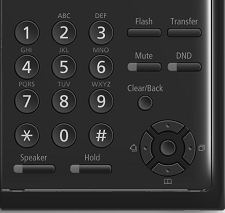 ABC DEF
1 2 3
Flash Transfer
GHI JKL MNO
4 5 6
Mute DND
PQRS TUV WXYZ
7 8 9
Clear/Back
* 0 #
Speaker Hold